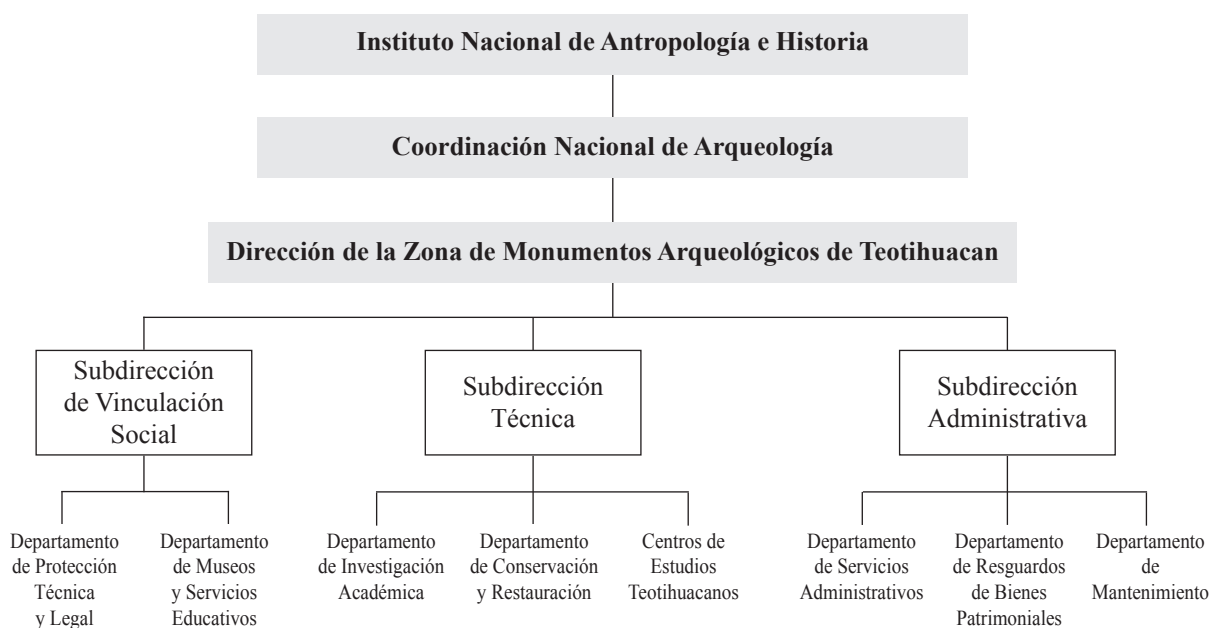 Instituto Nacional de Antropología e Historia
Coordinación Nacional de Arqueología
Dirección de la Zona de Monumentos Arqueológicos de Teotihuacan
Subdirección
de Vinculación
Social
Subdirección
Técnica
Subdirección
Administrativa
Departamento
de Protección
Técnica
y Legal
Departamento
de Museos
y Servicios
Educativos
Departamento
de Investigación
Académica
Departamento
de Conservación
y Restauración
Centros de
Estudios
Teotihuacanos
Departamento
de Servicios
Administrativos
Departamento
de Resguardos
de Bienes
Patrimoniales
Departamento
de
Mantenimiento